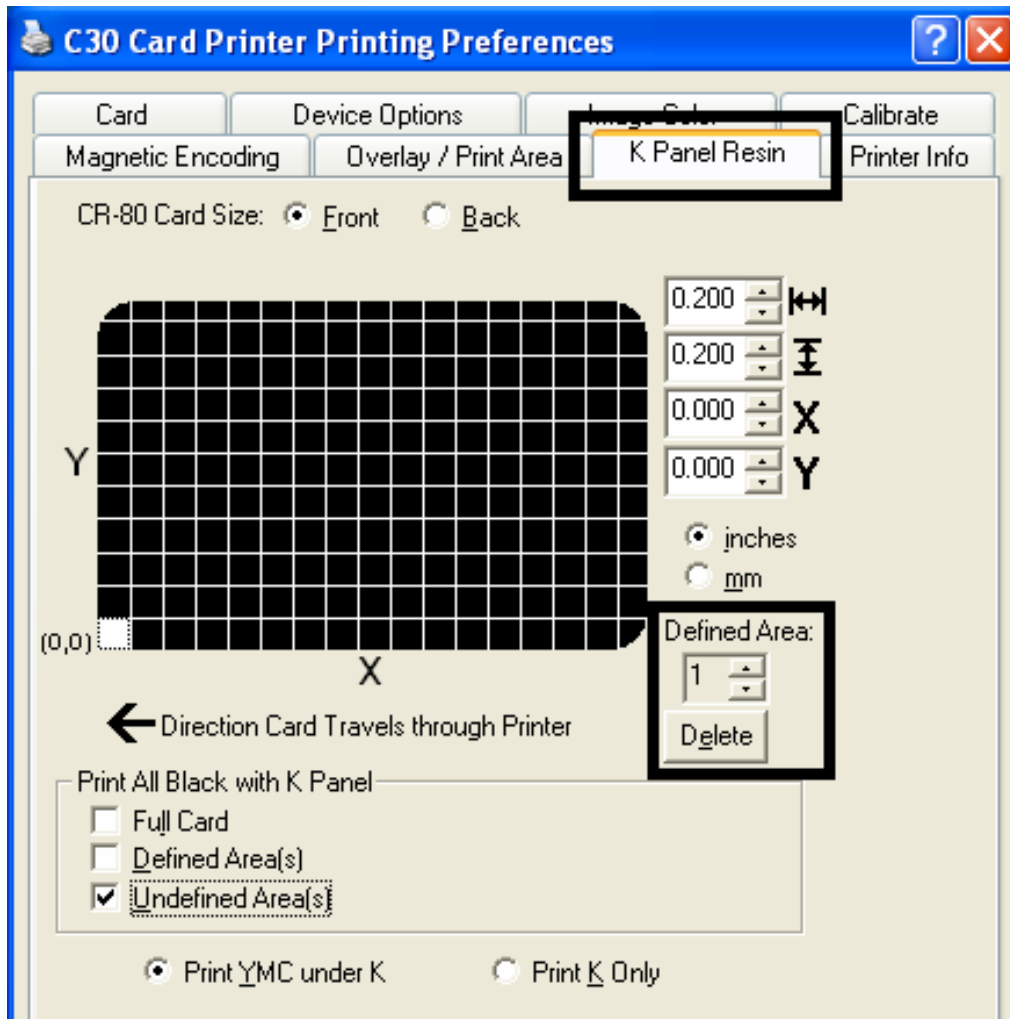 C30 Card Printer Printing Preferences
Card Device Options Image Color Calibrate
Magnetic Encoding Overlay / Print Area K Panel Resin Printer Info
CR-80 Card Size: Front Back
0.200
0.200
0.000 X
0.000 Y
Y
inches
mm
(0,0)
X
Defined Area:
1
Delete
Direction Card Travels through Printer
Print All Black with K Panel
Full Card
Defined Area(s)
Undefined Area(s)
Print YMC under K Print K Only